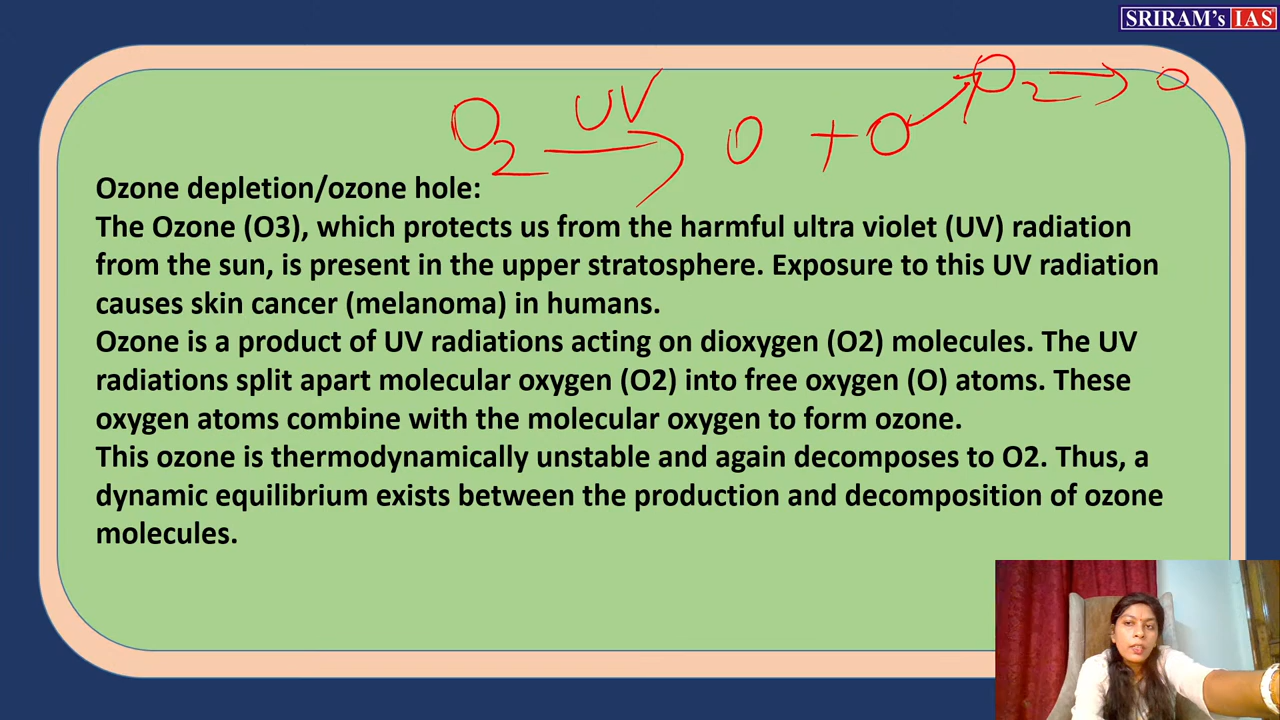 SRIRAM's IAS
O2 UV → O + O → O2 → O
Ozone depletion/ozone hole:
The Ozone (O3), which protects us from the harmful ultra violet (UV) radiation
from the sun, is present in the upper stratosphere. Exposure to this UV radiation
causes skin cancer (melanoma) in humans.
Ozone is a product of UV radiations acting on dioxygen (O2) molecules. The UV
radiations split apart molecular oxygen (O2) into free oxygen (O) atoms. These
oxygen atoms combine with the molecular oxygen to form ozone.
This ozone is thermodynamically unstable and again decomposes to O2. Thus, a
dynamic equilibrium exists between the production and decomposition of ozone
molecules.